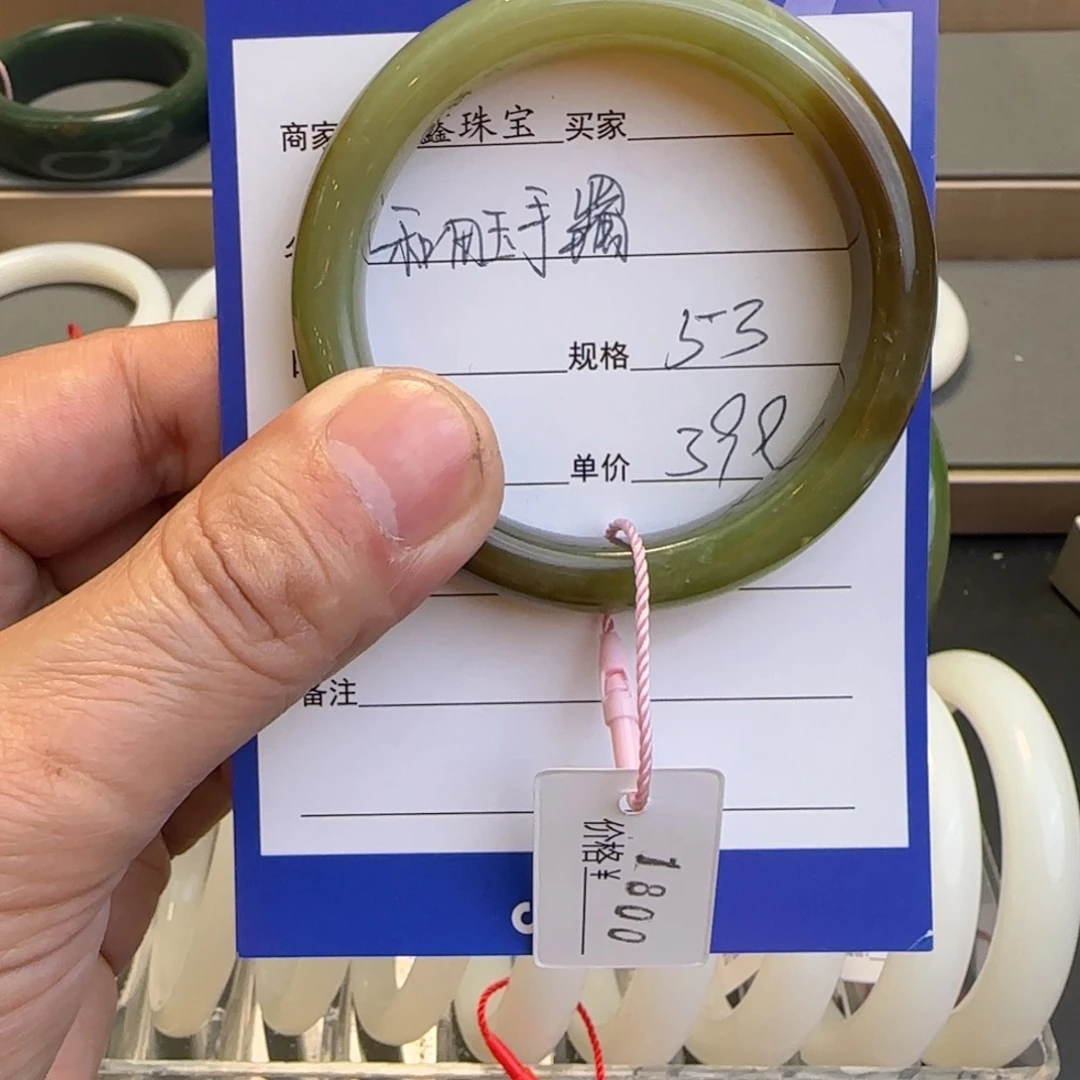 商家 鑫珠宝 买家
和田玉手镯
规格 53
单价 399
备注
价格¥ 1800